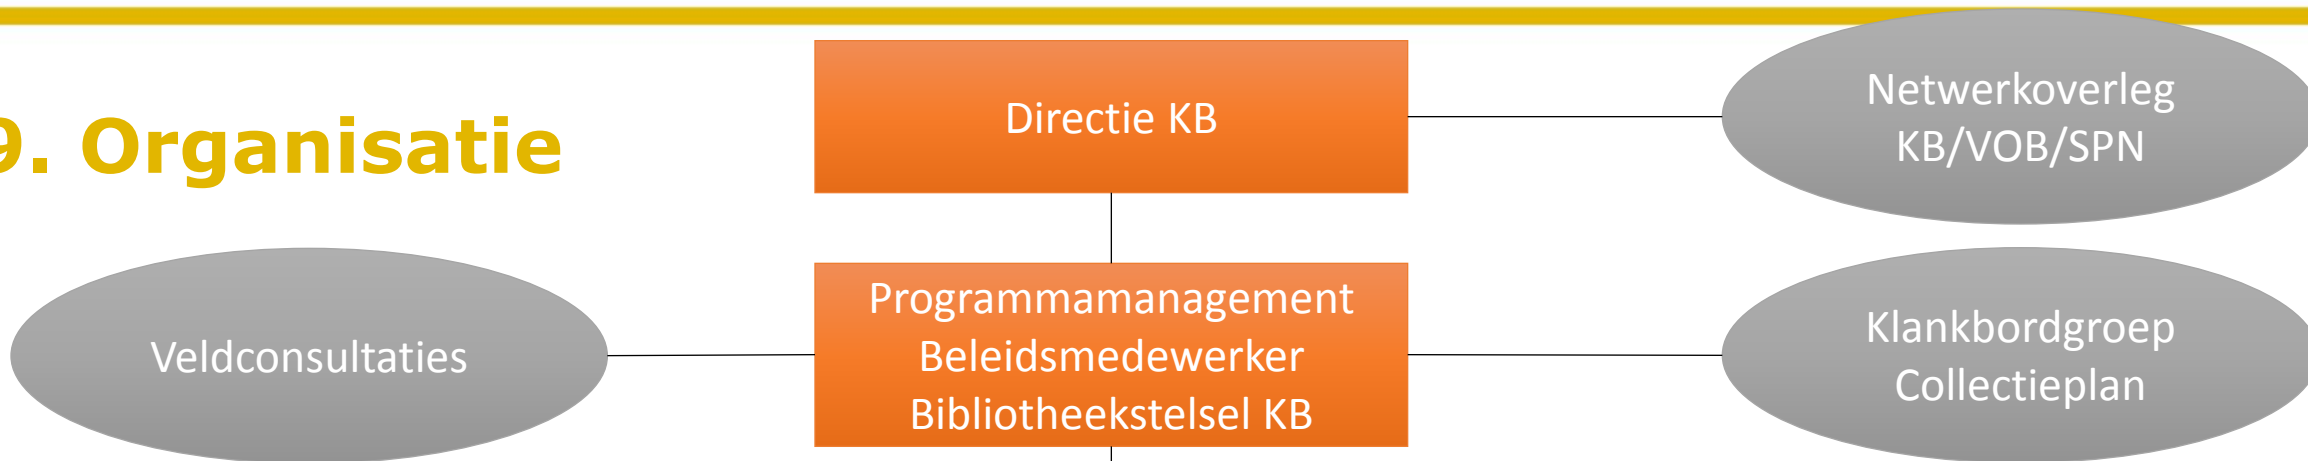 9. Organisatie
Directie KB
Netwerkoverleg
KB/VOB/SPN
Veldconsultaties
Programmamanagement
Beleidsmedewerker
Bibliotheekstelsel KB
Klankbordgroep
Collectieplan